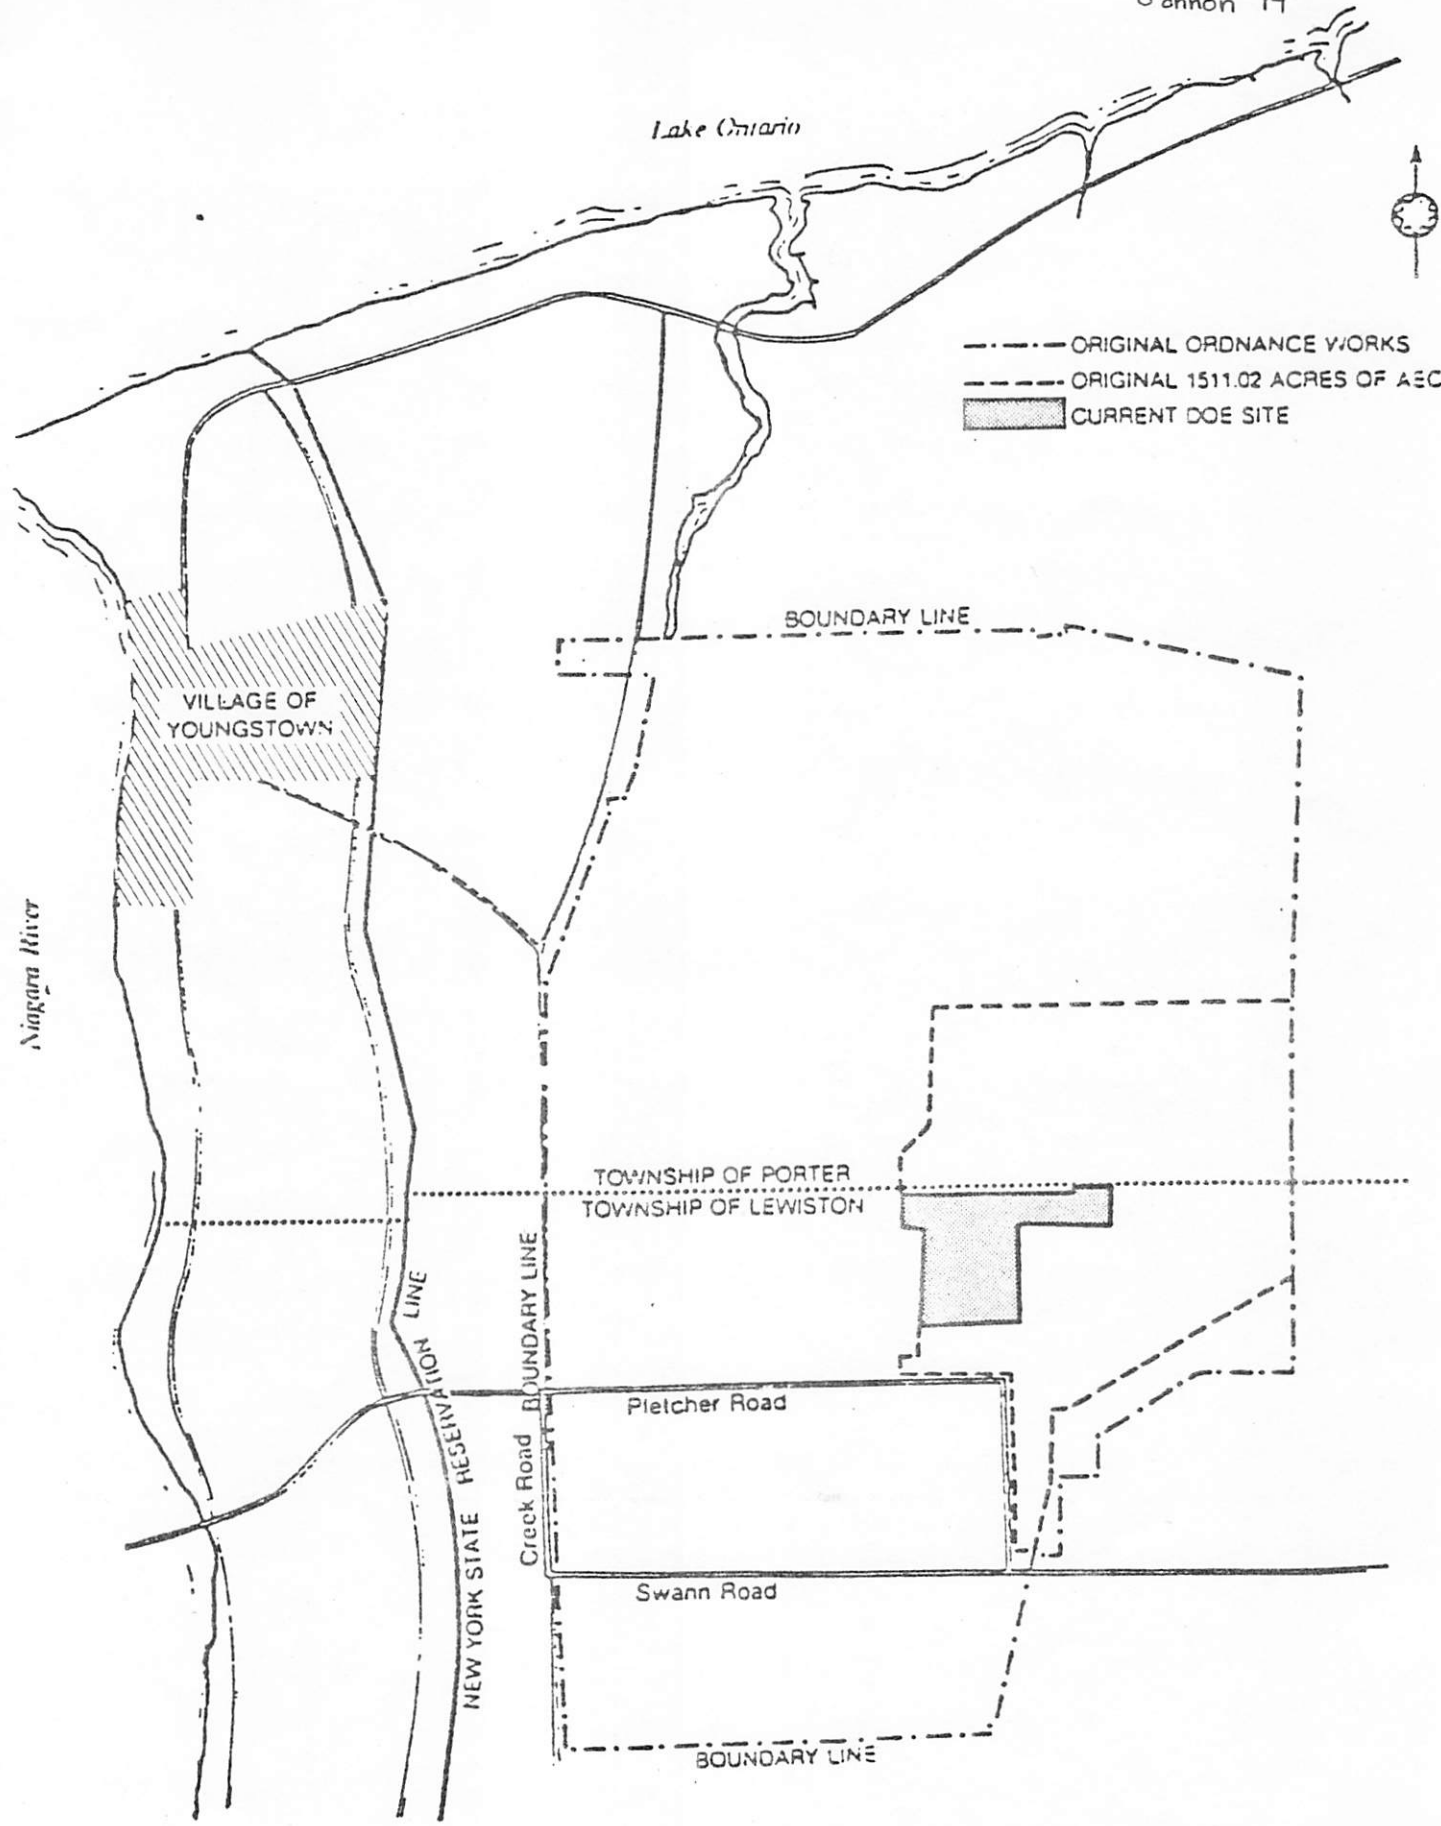 Lake Ontario
ORIGINAL ORDNANCE WORKS
ORIGINAL 1511.02 ACRES OF AEC
CURRENT DOE SITE
BOUNDARY LINE
VILLAGE OF
YOUNGSTOWN
Niagara River
TOWNSHIP OF PORTER
TOWNSHIP OF LEWISTON
NEW YORK STATE RESERVATION LINE
BOUNDARY LINE
Creek Road
Pletcher Road
Swann Road
BOUNDARY LINE